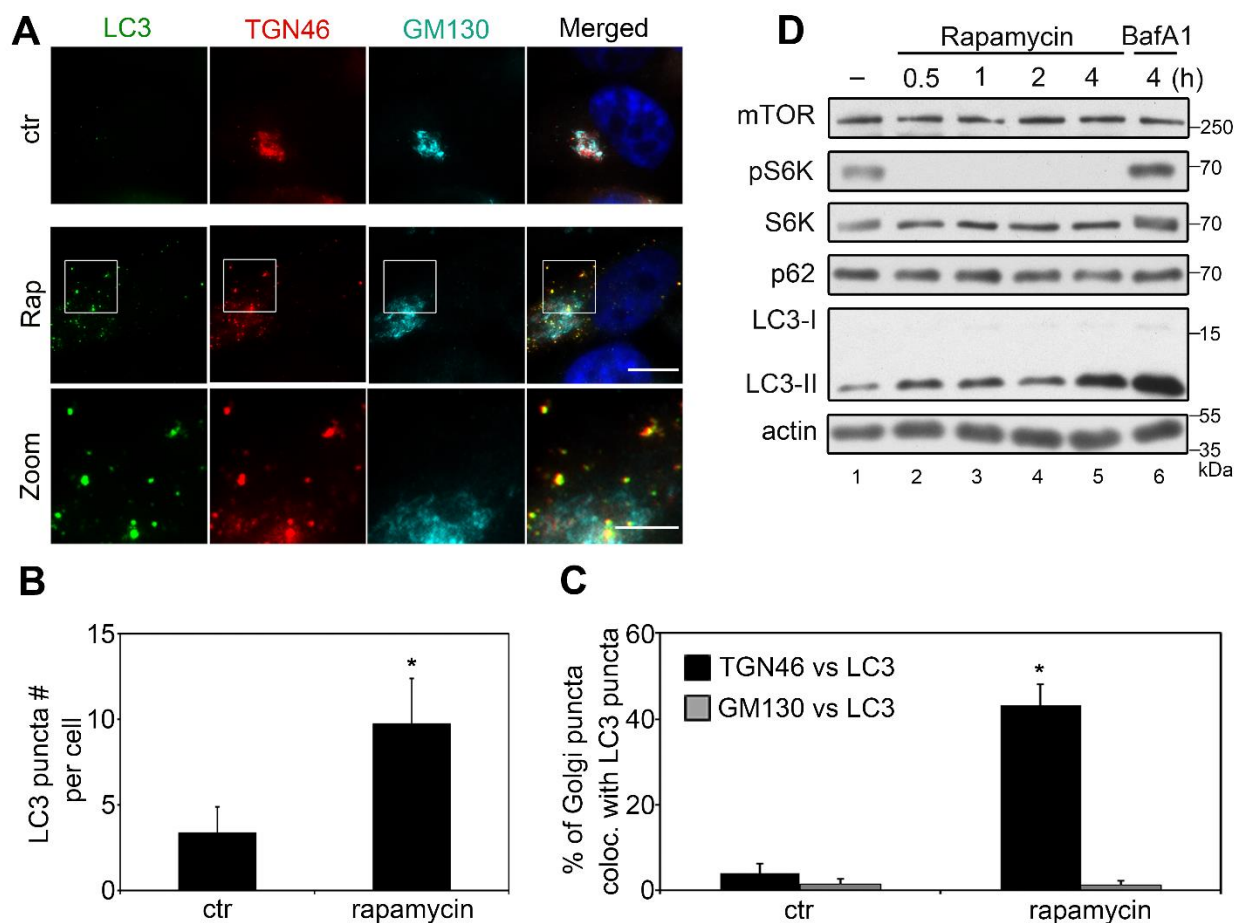 A
LC3 TGN46 GM130 Merged
ctr
Rap
Zoom
B
LC3 puncta #
per cell
15
10
5
0
*
ctr rapamycin
C
% of Golgi puncta
coloc. with LC3 puncta
60
40
20
0
TGN46 vs LC3
GM130 vs LC3
*
ctr rapamycin
D
Rapamycin BafA1
– 0.5 1 2 4 4 (h)
mTOR 250
pS6K 70
S6K 70
p62 70
LC3-I 15
LC3-II
actin 55
35
1 2 3 4 5 6 kDa